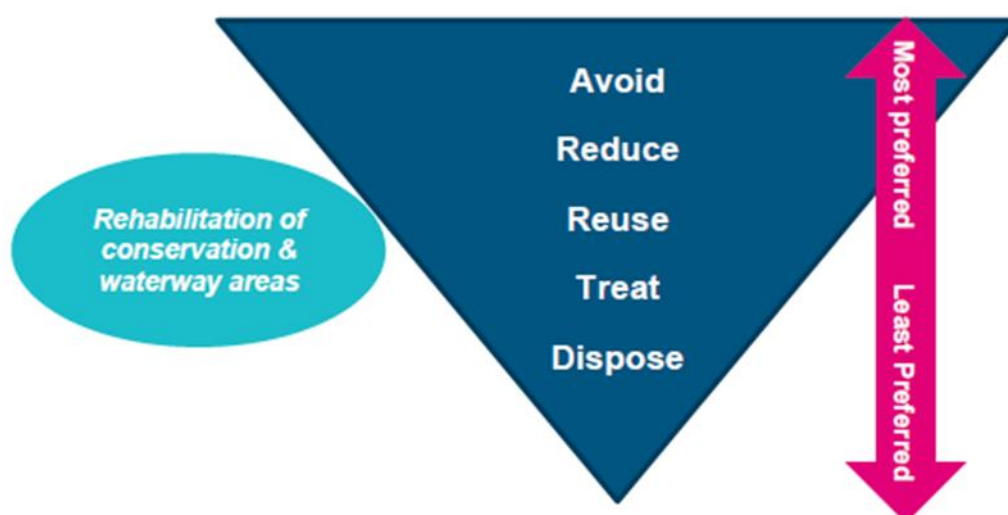 Avoid
Reduce
Reuse
Treat
Dispose
Rehabilitation of
conservation &
waterway areas
Most preferred
Least Preferred